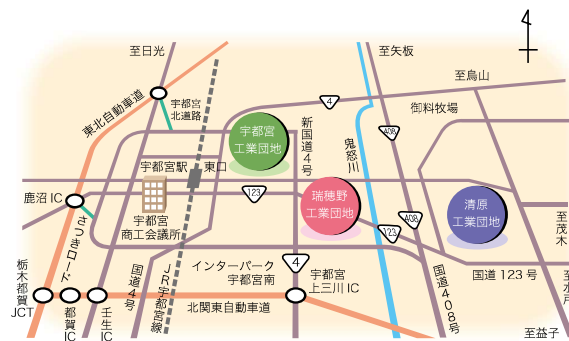 至日光
至矢板
至烏山
東北自動車道
宇都宮
北道路
4
御料牧場
新国道4号
鬼怒川
408
宇都宮
工業団地
宇都宮駅
東口
鹿沼IC
123
瑞穂野
工業団地
清原
工業団地
408
123
さつきロード
宇都宮
商工会議所
至茂木
栃木都賀
JCT
国道4号
JR宇都宮線
インターパーク
宇都宮南
4
宇都宮
上三川IC
国道408号
国道123号
至水戸
北関東自動車道
都賀IC
壬生IC
至益子